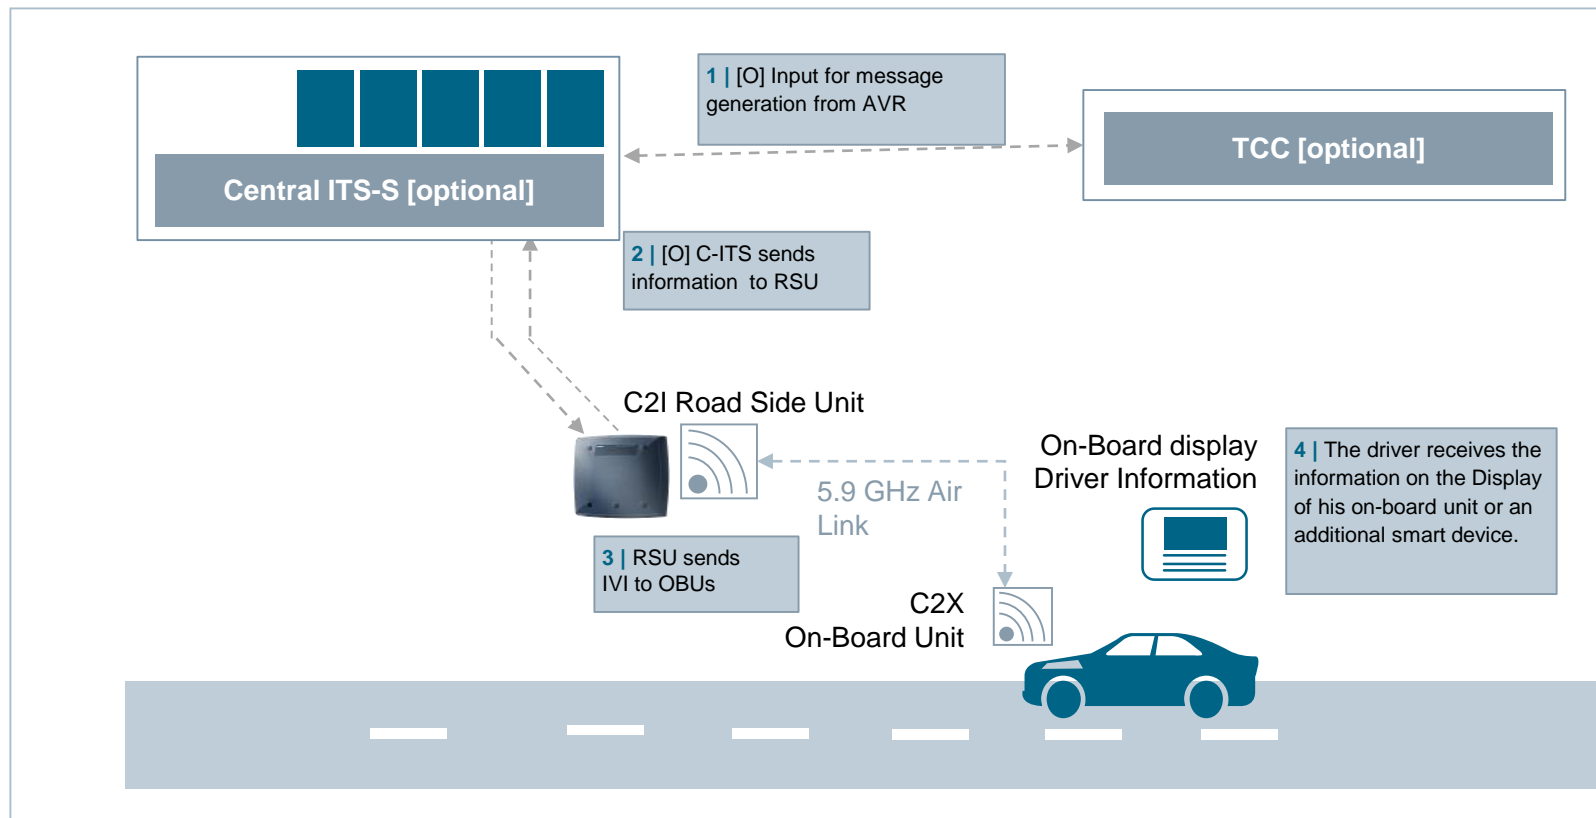 1 | [O] Input for message
generation from AVR
TCC [optional]
Central ITS-S [optional]
2 | [O] C-ITS sends
information  to RSU
C2I Road Side Unit
5.9 GHz Air
Link
3 | RSU sends
IVI to OBUs
On-Board display
Driver Information
4 | The driver receives the
information on the Display
of his on-board unit or an
additional smart device.
C2X
On-Board Unit